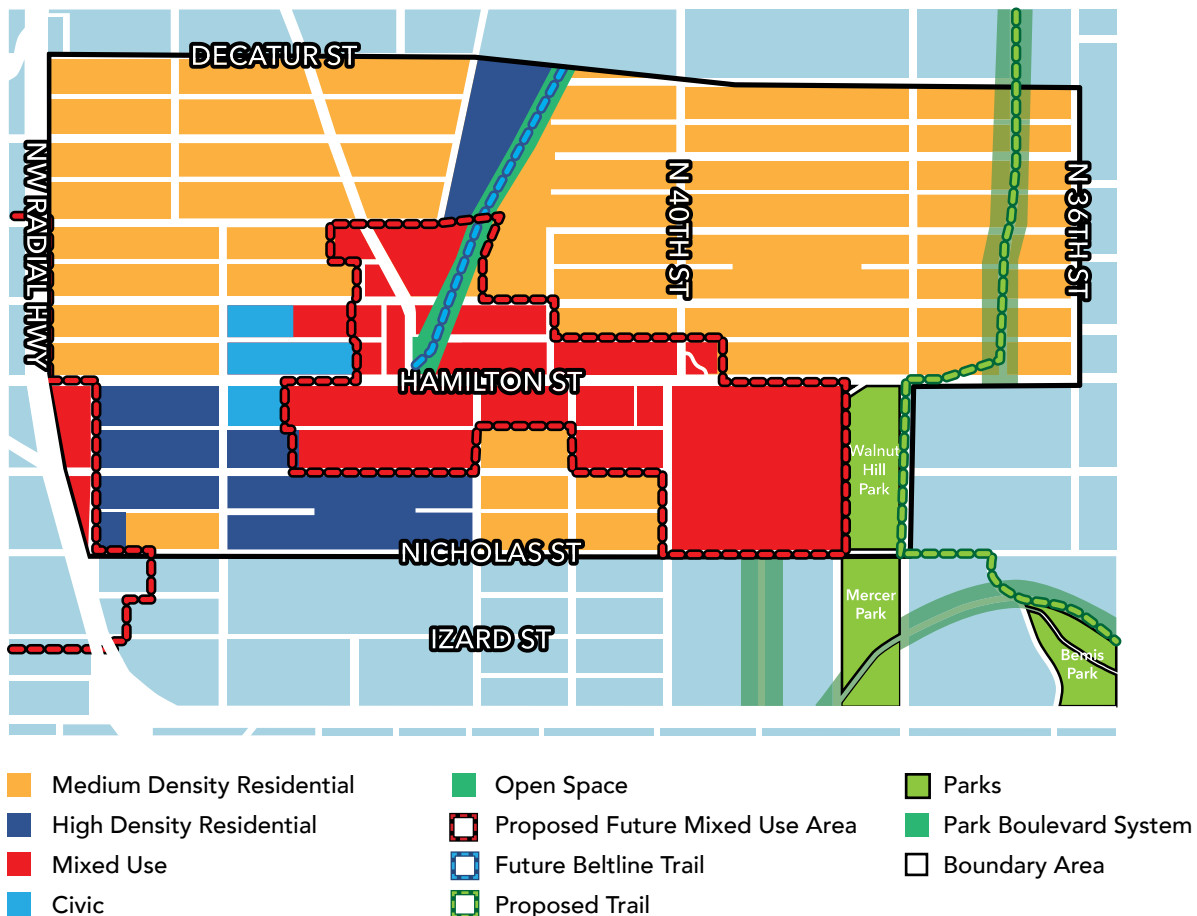 DECATUR ST
NW RADIAL HWY
N 40TH ST
N 36TH ST
HAMILTON ST
Walnut
Hill
Park
NICHOLAS ST
Mercer
Park
IZARD ST
Bemis
Park
Medium Density Residential
High Density Residential
Mixed Use
Civic
Open Space
Proposed Future Mixed Use Area
Future Beltline Trail
Proposed Trail
Parks
Park Boulevard System
Boundary Area